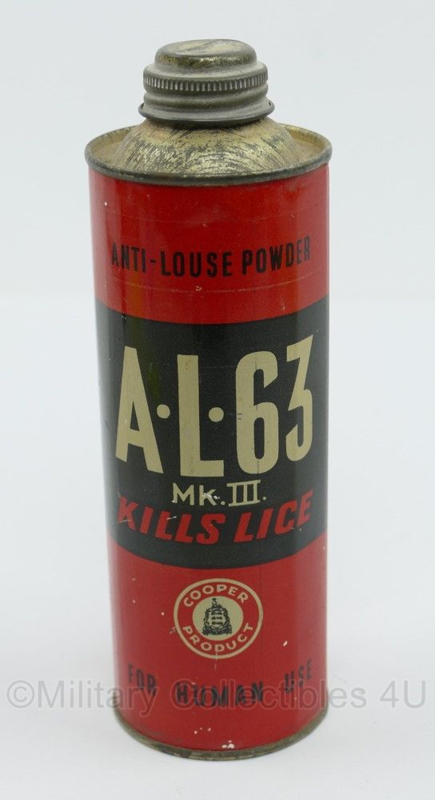 ANTI-LOUSE POWDER
A·L·63
MK.III.
KILLS LICE
COOPER
PRODUCT
FOR HUMAN USE
©Military Collectibles 4U